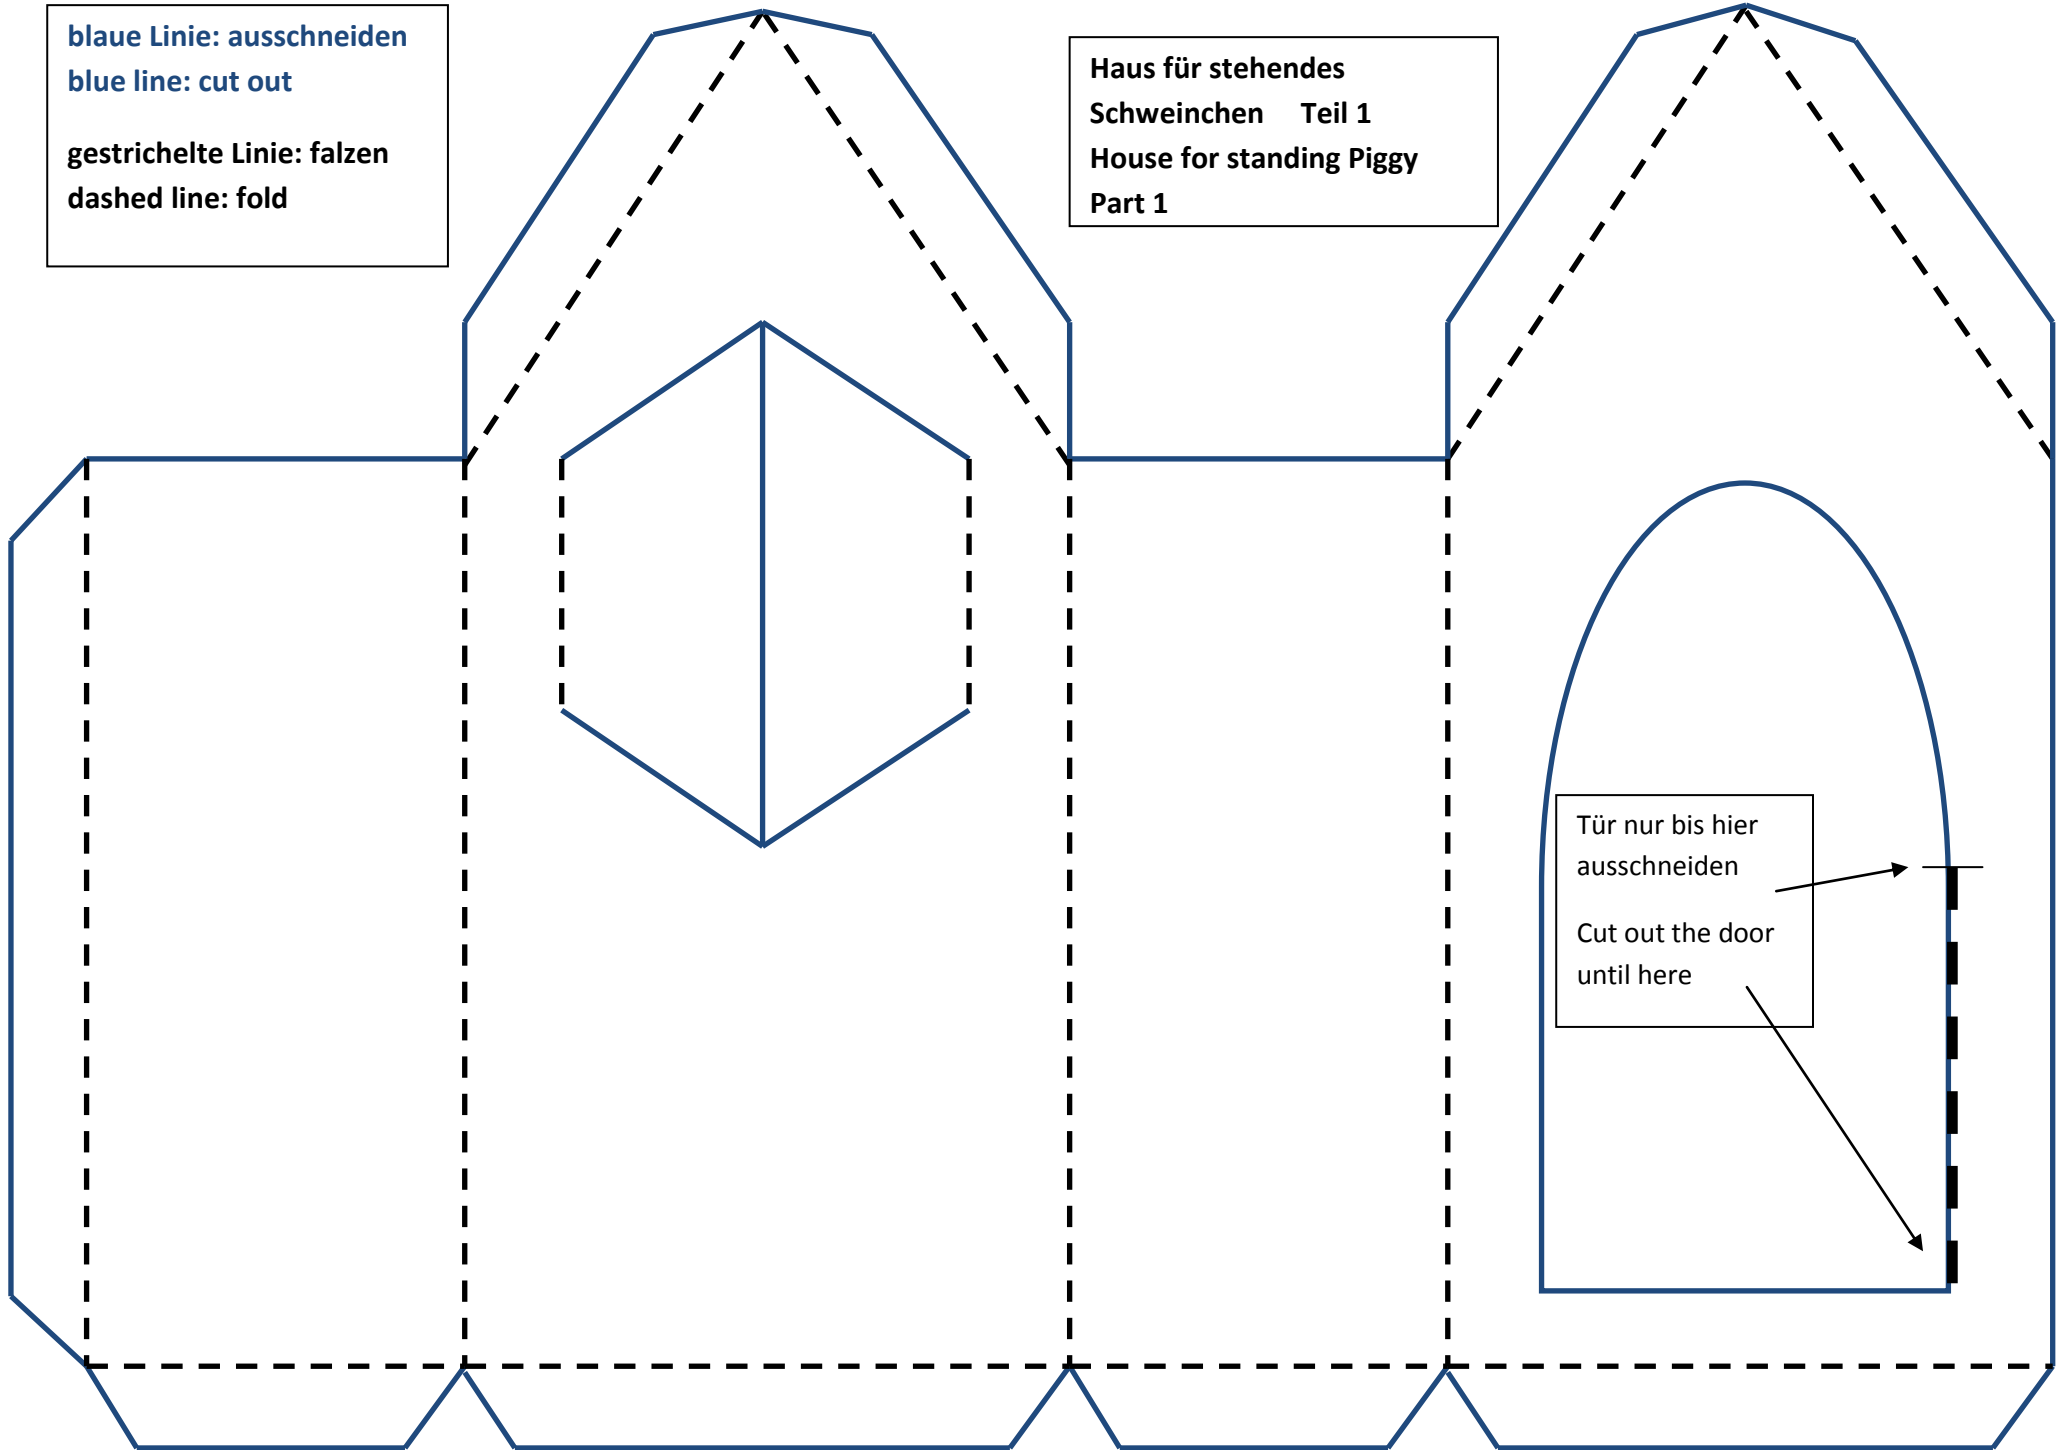 blaue Linie: ausschneiden
blue line: cut out
gestrichelte Linie: falzen
dashed line: fold
Haus für stehendes
Schweinchen Teil 1
House for standing Piggy
Part 1
Tür nur bis hier
ausschneiden
Cut out the door
until here